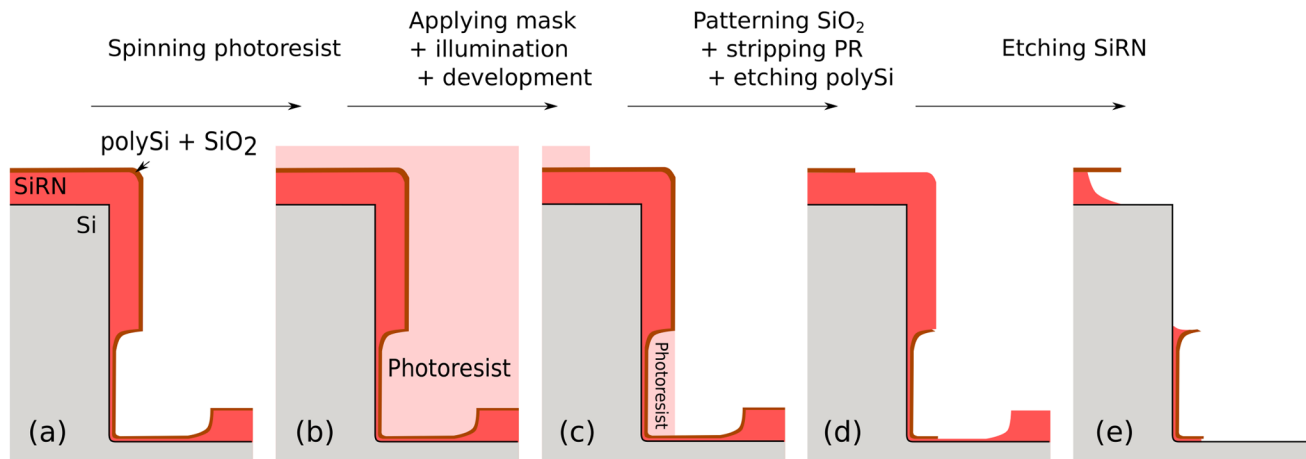 Spinning photoresist
Applying mask
+ illumination
+ development
Patterning SiO₂
+ stripping PR
+ etching polySi
Etching SiRN
polySi + SiO₂
SiRN
Si
Photoresist
Photoresist
(a)
(b)
(c)
(d)
(e)